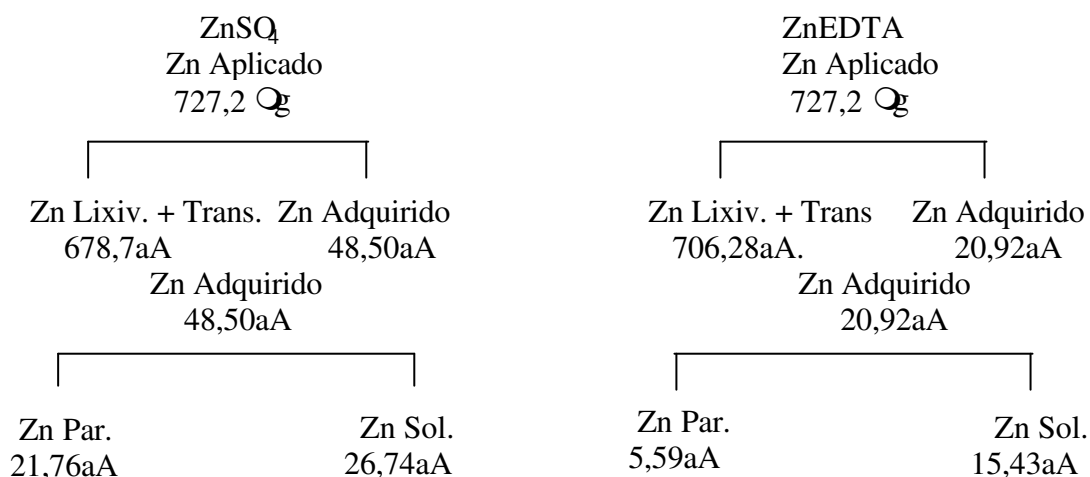 ZnSO4
Zn Aplicado
727,2 g
Zn Lixiv. + Trans. Zn Adquirido
678,7aA 48,50aA
Zn Adquirido
48,50aA
Zn Par. Zn Sol.
21,76aA 26,74aA
ZnEDTA
Zn Aplicado
727,2 g
Zn Lixiv. + Trans Zn Adquirido
706,28aA. 20,92aA
Zn Adquirido
20,92aA
Zn Par. Zn Sol.
5,59aA 15,43aA